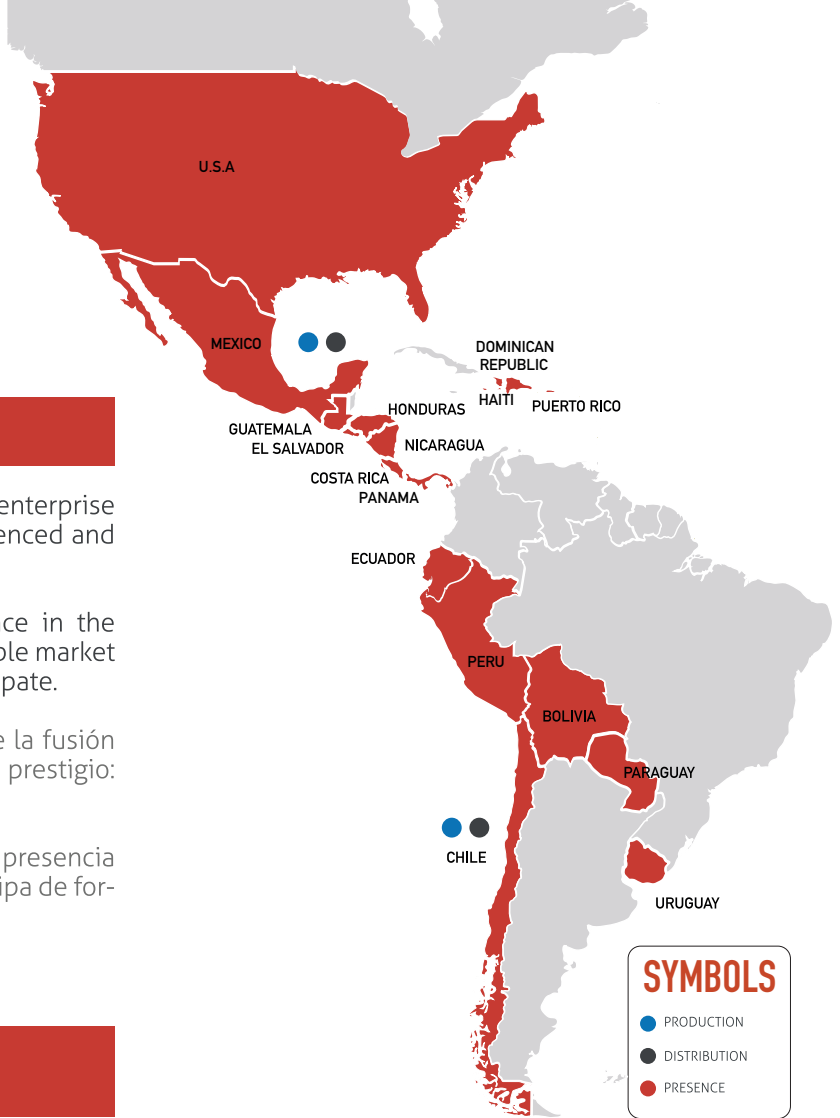 U.S.A
MEXICO
DOMINICAN
REPUBLIC
HAITI
PUERTO RICO
HONDURAS
GUATEMALA
EL SALVADOR
NICARAGUA
COSTA RICA
PANAMA
ECUADOR
PERU
BOLIVIA
PARAGUAY
CHILE
URUGUAY
enterprise
enced and
ce in the
ble market
pate.
e la fusión
prestigio:
presencia
ipa de for-
SYMBOLS
PRODUCTION
DISTRIBUTION
PRESENCE